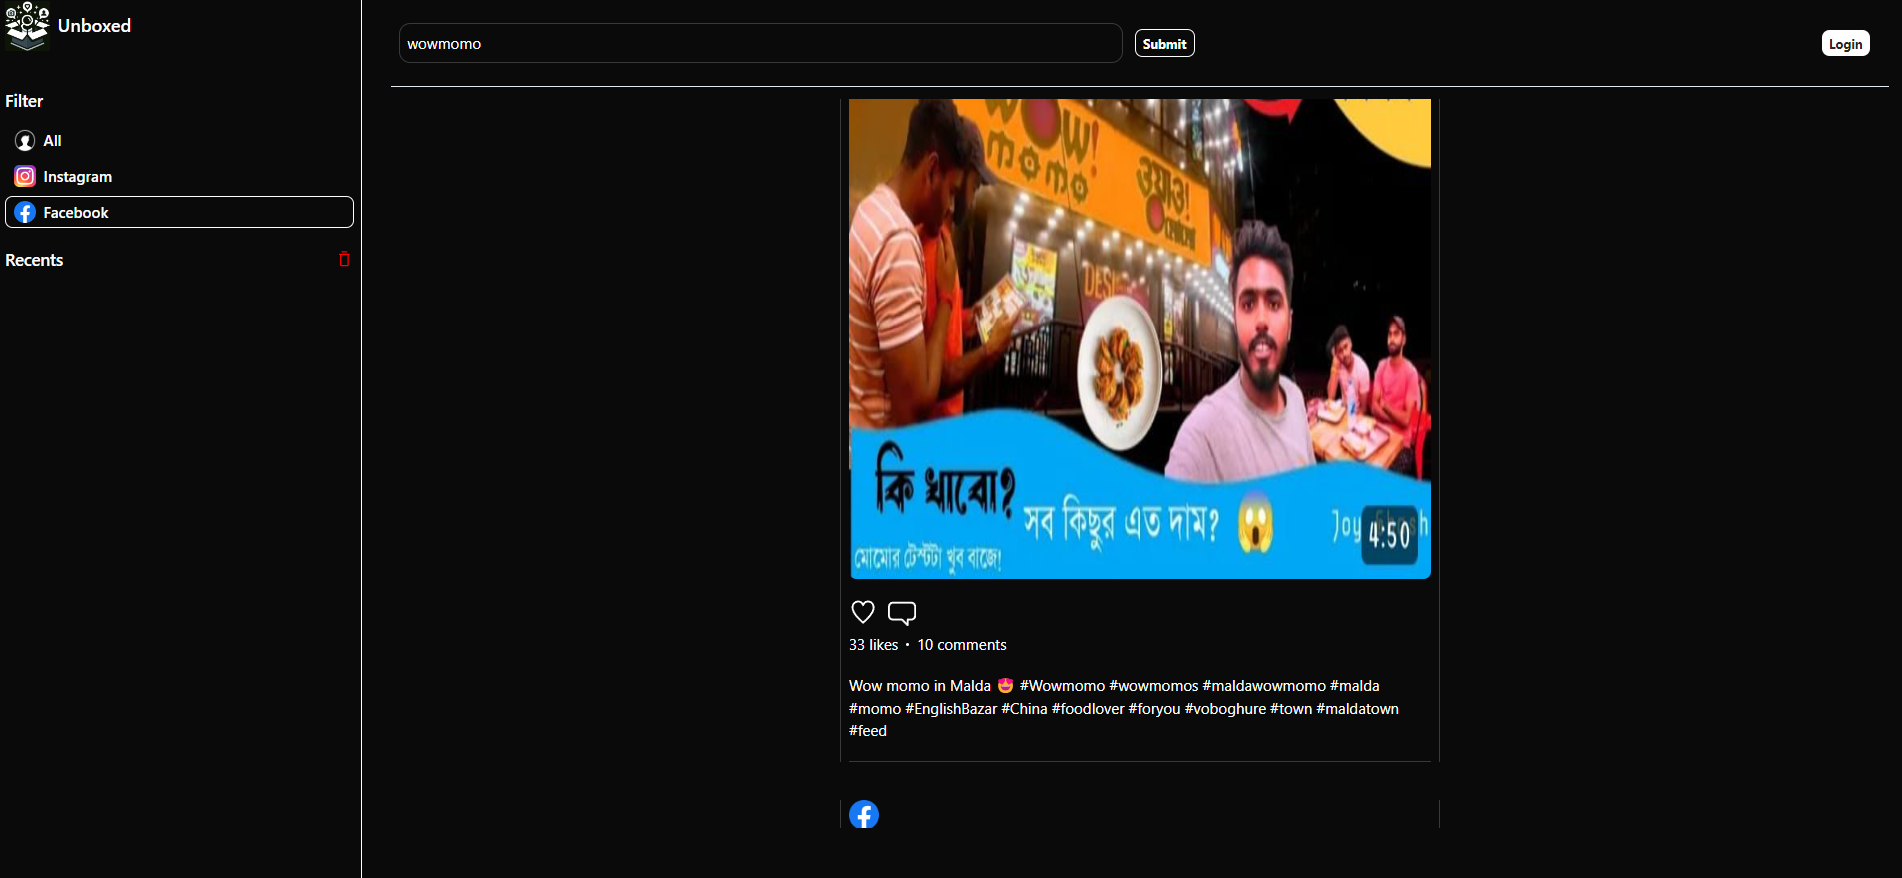 Unboxed
wowmomo
Submit
Login
Filter
All
Instagram
Facebook
Recents
WOW!
momo
ওয়াও!
মোমো
DESI
কি খাবো?
সব কিছুর এত দাম?
মোমোর টেস্টটা খুব বাজে!
Joy
4:50
33 likes • 10 comments
Wow momo in Malda 😍 #Wowmomo #wowmomos #maldawowmomo #malda
#momo #EnglishBazar #China #foodlover #foryou #voboghure #town #maldatown
#feed